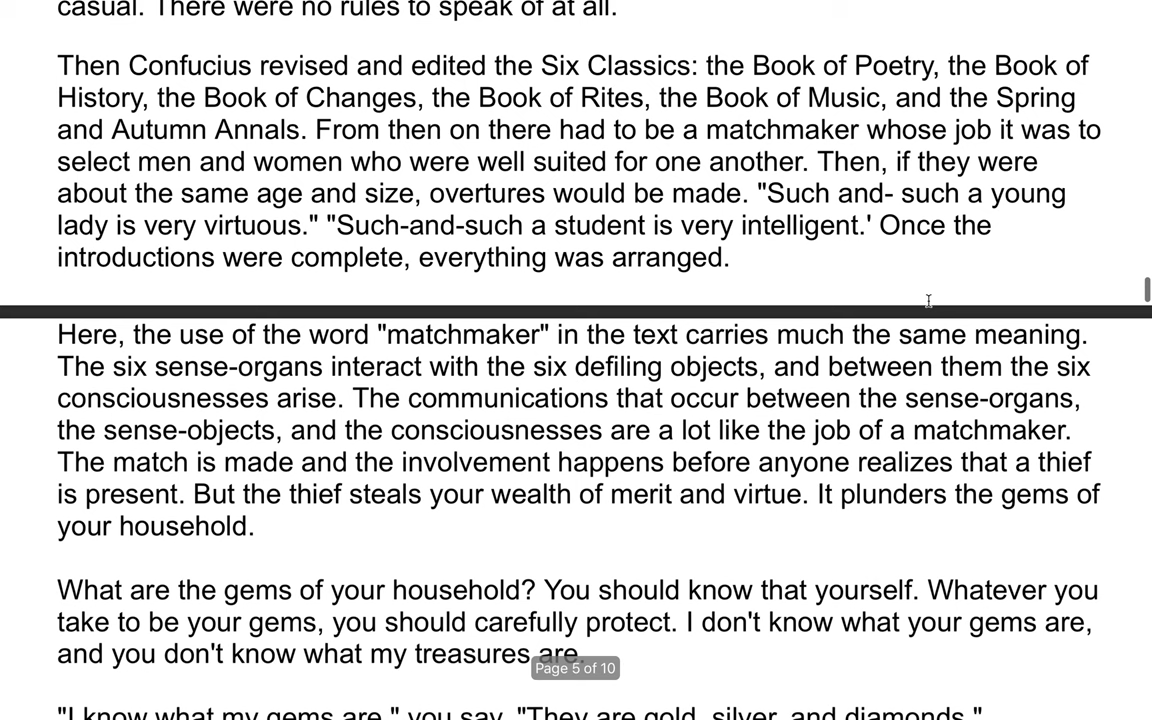 casual. There were no rules to speak of at all.
Then Confucius revised and edited the Six Classics: the Book of Poetry, the Book of
History, the Book of Changes, the Book of Rites, the Book of Music, and the Spring
and Autumn Annals. From then on there had to be a matchmaker whose job it was to
select men and women who were well suited for one another. Then, if they were
about the same age and size, overtures would be made. "Such and- such a young
lady is very virtuous." "Such-and-such a student is very intelligent.' Once the
introductions were complete, everything was arranged.
Here, the use of the word "matchmaker" in the text carries much the same meaning.
The six sense-organs interact with the six defiling objects, and between them the six
consciousnesses arise. The communications that occur between the sense-organs,
the sense-objects, and the consciousnesses are a lot like the job of a matchmaker.
The match is made and the involvement happens before anyone realizes that a thief
is present. But the thief steals your wealth of merit and virtue. It plunders the gems of
your household.
What are the gems of your household? You should know that yourself. Whatever you
take to be your gems, you should carefully protect. I don't know what your gems are,
and you don't know what my treasures are.
Page 5 of 10
"I know what my gems are," you say. "They are gold, silver, and diamonds."